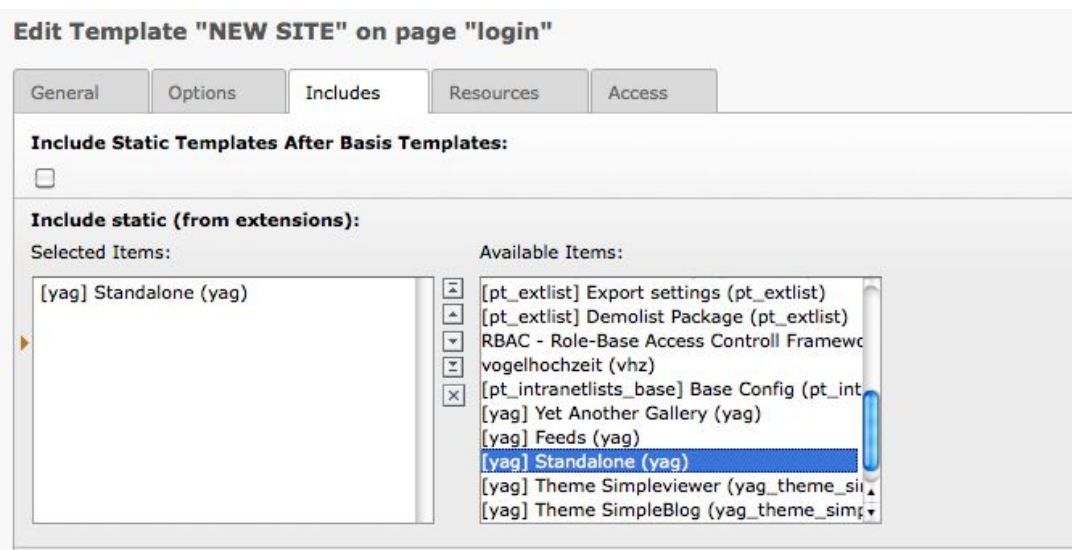 Edit Template "NEW SITE" on page "login"
General Options Includes Resources Access
Include Static Templates After Basis Templates:
Include static (from extensions):
Selected Items: Available Items:
[yag] Standalone (yag)
[pt_extlist] Export settings (pt_extlist)
[pt_extlist] Demolist Package (pt_extlist)
RBAC - Role-Base Access Controll
vogelhochzeit (vhz)
[pt_intranetlists_base] Base Config (pt_int
[yag] Yet Another Gallery (yag)
[yag] Feeds (yag)
[yag] Standalone (yag)
[yag] Theme Simpleviewer (yag_theme_si
[yag] Theme SimpleBlog (yag_theme_simp